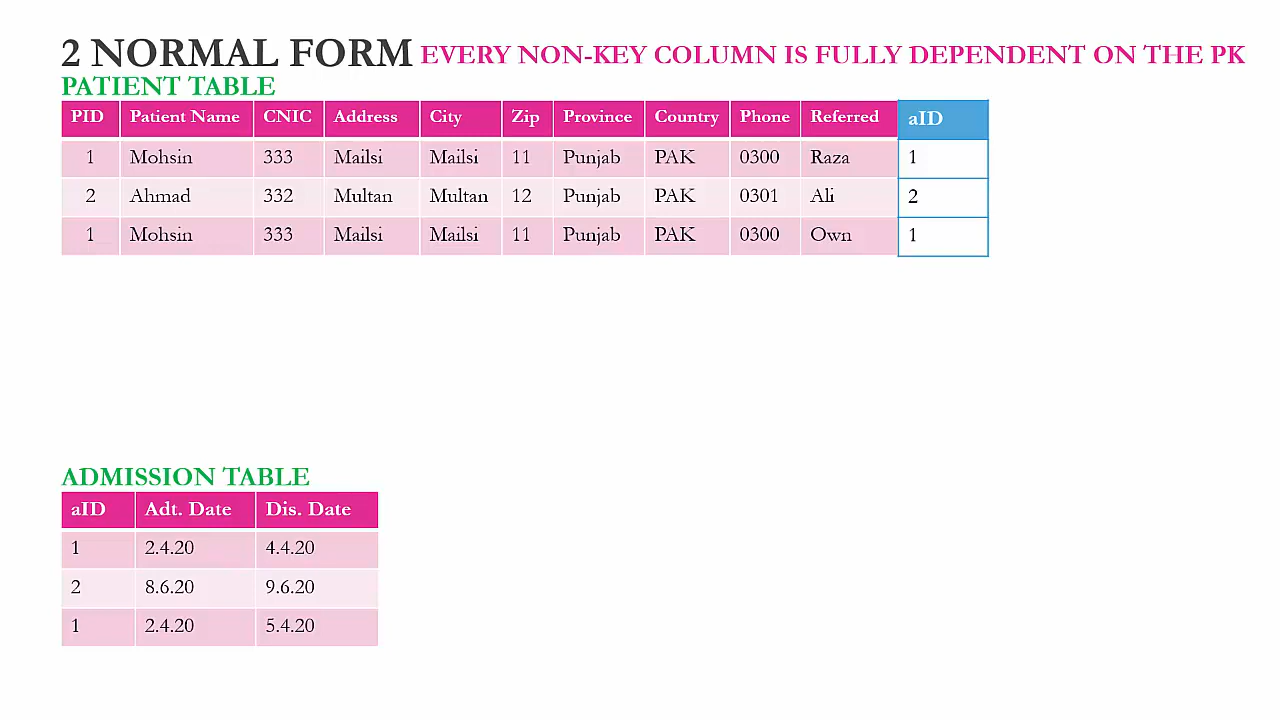 2 NORMAL FORM EVERY NON-KEY COLUMN IS FULLY DEPENDENT ON THE PK
PATIENT TABLE
PID Patient Name CNIC Address City Zip Province Country Phone Referred aID
1 Mohsin 333 Mailsi Mailsi 11 Punjab PAK 0300 Raza 1
2 Ahmad 332 Multan Multan 12 Punjab PAK 0301 Ali 2
1 Mohsin 333 Mailsi Mailsi 11 Punjab PAK 0300 Own 1
ADMISSION TABLE
aID Adt. Date Dis. Date
1 2.4.20 4.4.20
2 8.6.20 9.6.20
1 2.4.20 5.4.20